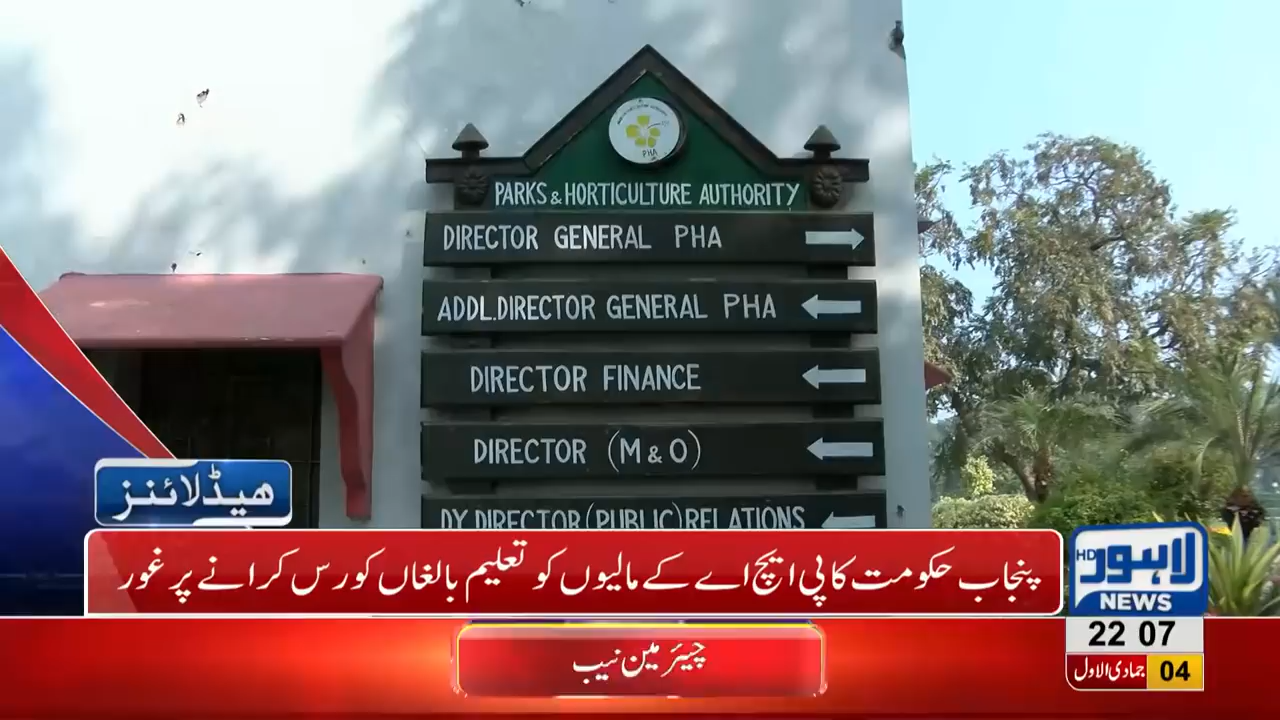 PHA
PARKS & HORTICULTURE AUTHORITY
DIRECTOR GENERAL PHA
ADDL.DIRECTOR GENERAL PHA
DIRECTOR FINANCE
DIRECTOR (M & O)
DY.DIRECTOR (PUBLIC) RELATIONS
ہیڈلائنز
پنجاب حکومت کا پی ایچ اے کے مالیوں کو تعلیم بالغاں کورس کرانے پر غور
چیئرمین نیب
لاہور HD
NEWS
22 07
جمادی الاول 04